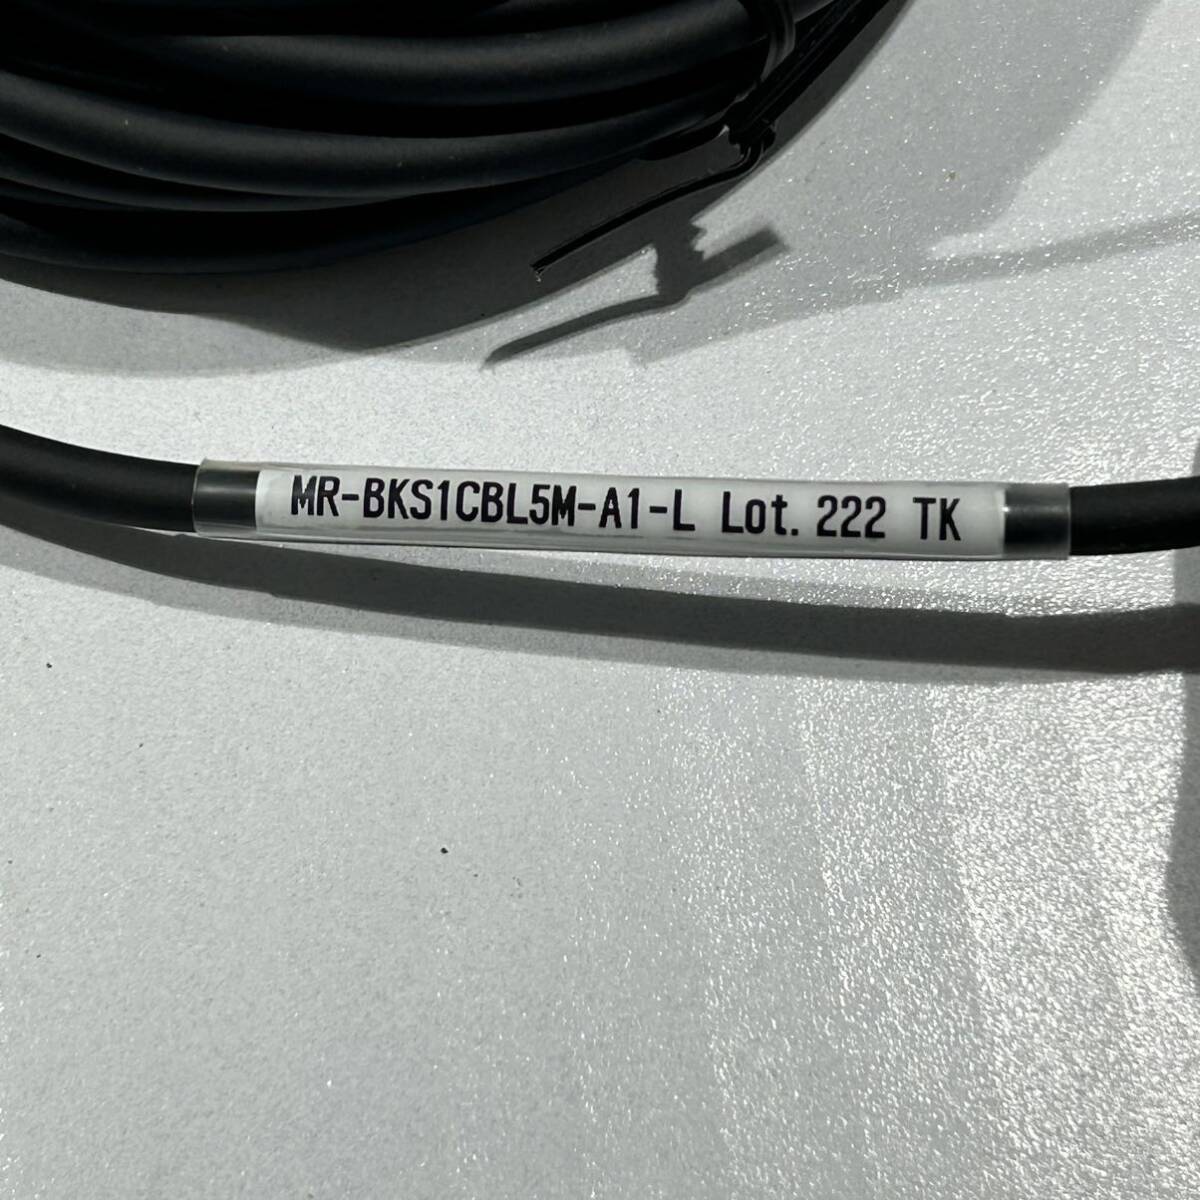 MR-BKS1CBL5M-A1-L Lot. 222 TK